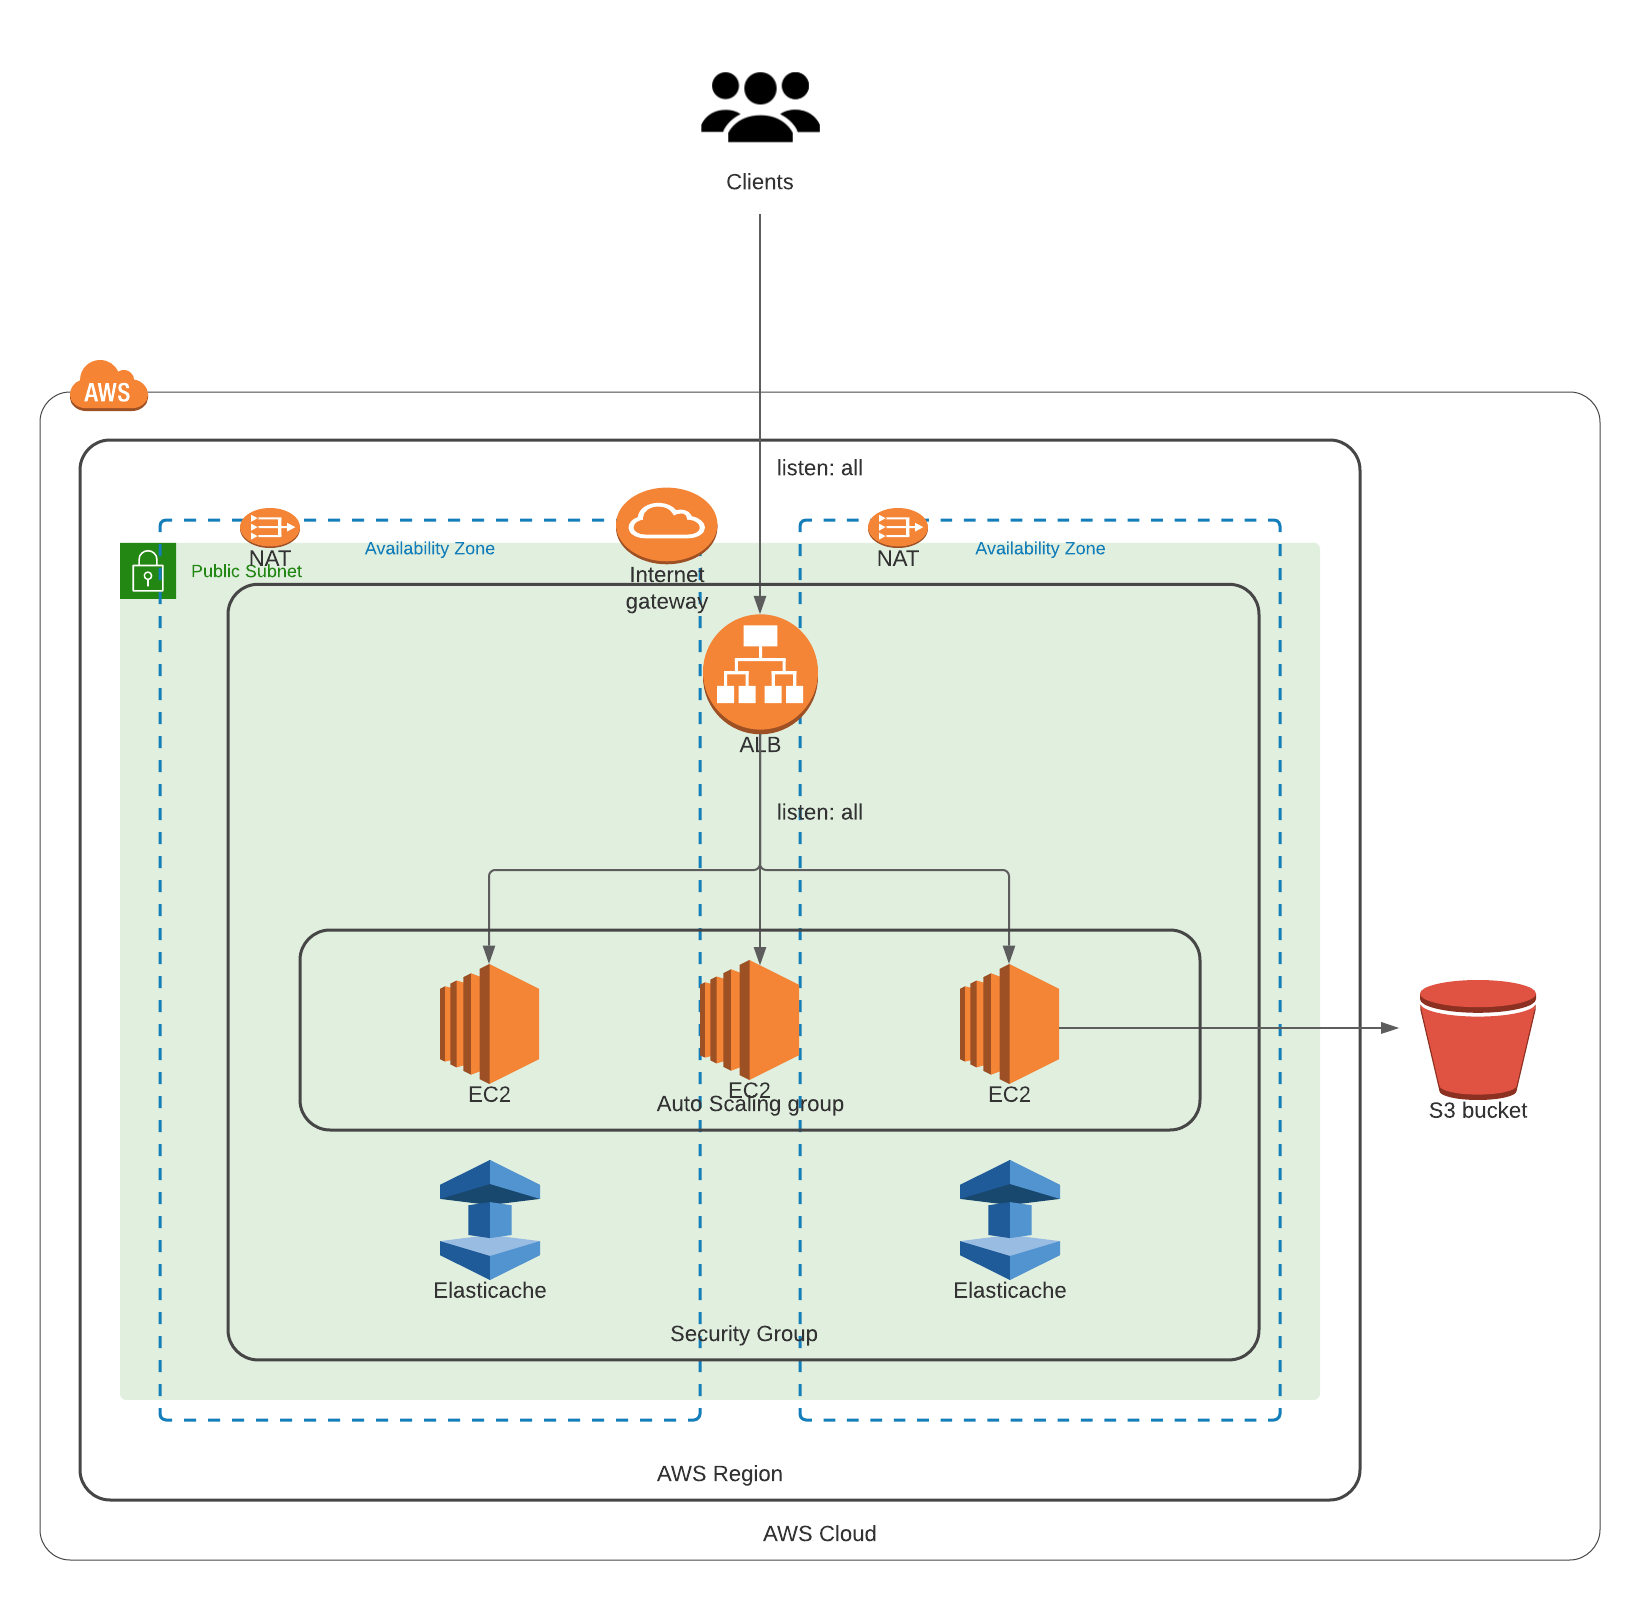 Clients
AWS
listen: all
NAT
Availability Zone
Internet
gateway
NAT
Availability Zone
Public Subnet
ALB
listen: all
EC2
EC2
EC2
Auto Scaling group
S3 bucket
Elasticache
Elasticache
Security Group
AWS Region
AWS Cloud